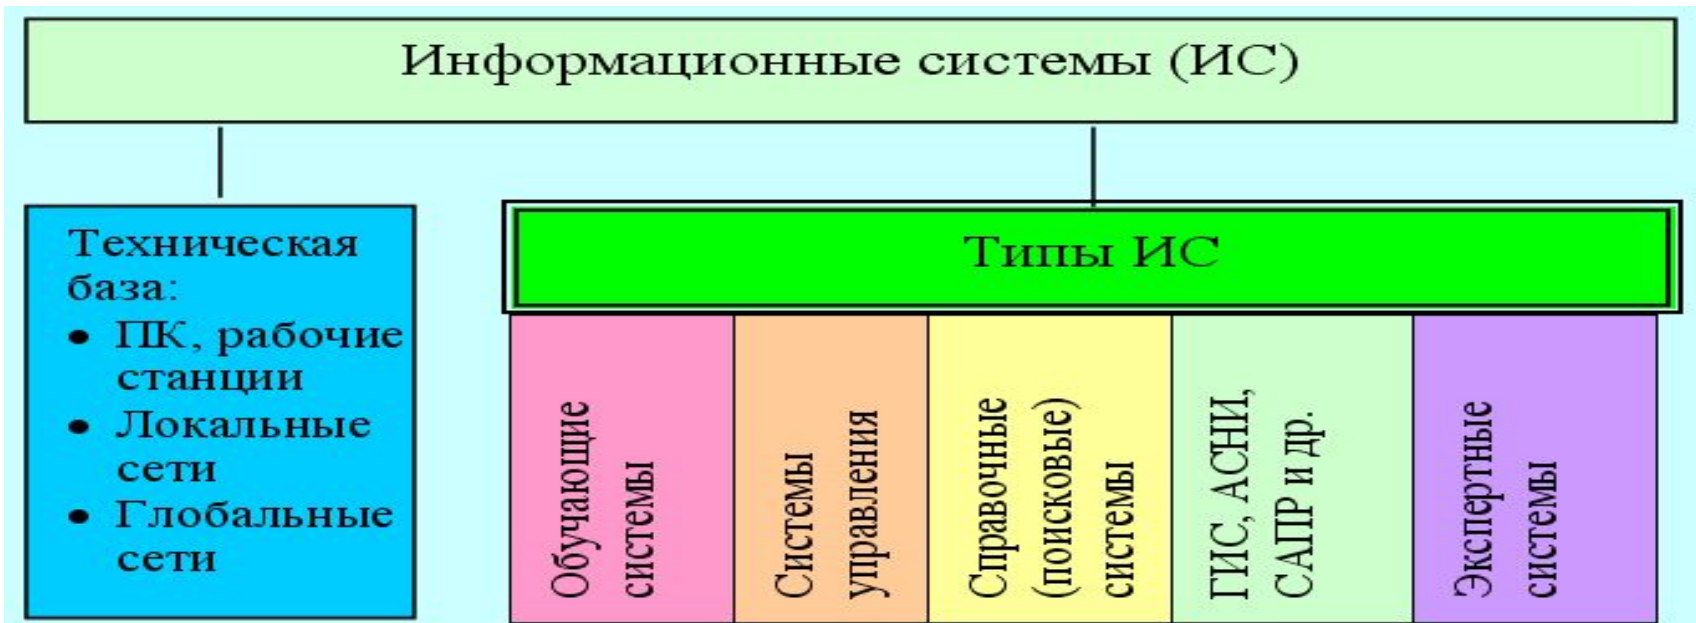 Информационные системы (ИС)
Техническая
база:
● ПК, рабочие
станции
● Локальные
сети
● Глобальные
сети
Типы ИС
Обучающие
системы
Системы
управления
Справочные
(поисковые)
системы
ГИС, АСНИ,
САПР и др.
Экспертные
системы